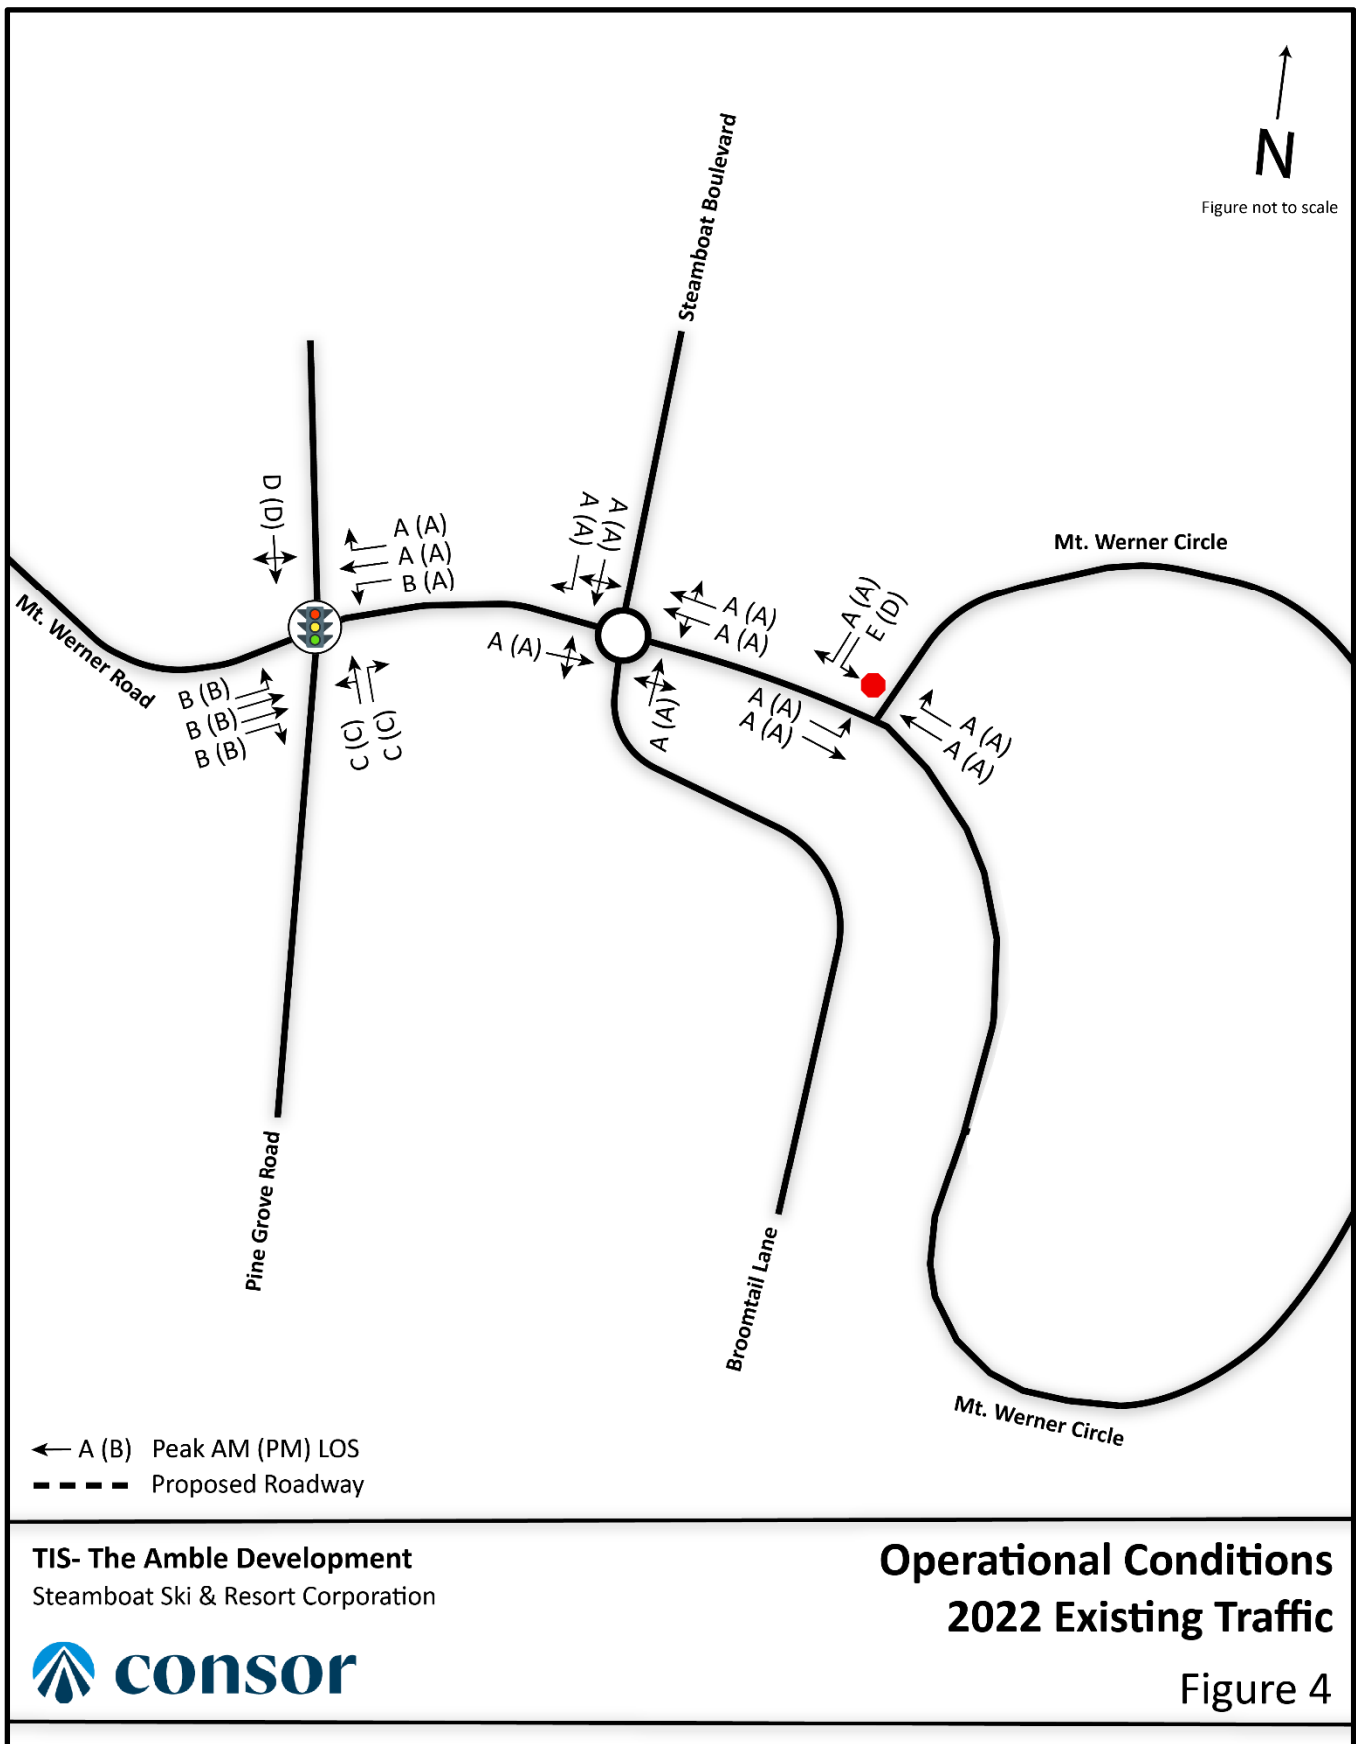 N
Figure not to scale
Steamboat Boulevard
D (D)
A (A)
A (A)
B (A)
A (A)
A (A)
Mt. Werner Circle
A (A)
E (D)
A (A)
A (A)
A (A)
Mt. Werner Road
B (B)
B (B)
B (B)
C (C)
C (C)
A (A)
A (A)
A (A)
A (A)
A (A)
Pine Grove Road
Broomtail Lane
Mt. Werner Circle
A (B) Peak AM (PM) LOS
Proposed Roadway
TIS- The Amble Development
Steamboat Ski & Resort Corporation
consor
Operational Conditions
2022 Existing Traffic
Figure 4